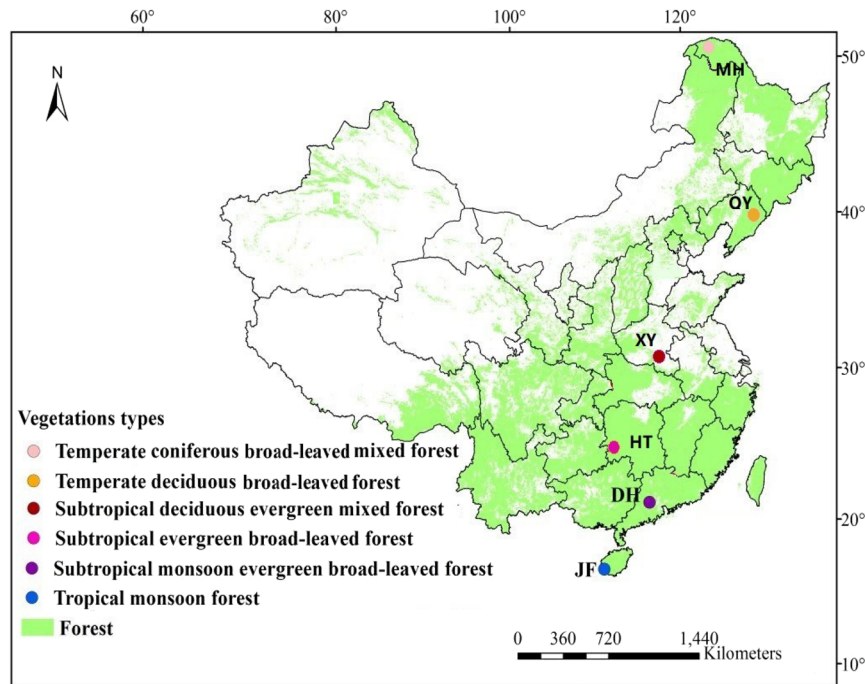 60° 80° 100° 120°
N
50°
MH
QY
40°
XY
30°
Vegetations types
Temperate coniferous broad-leaved mixed forest
HT
Temperate deciduous broad-leaved forest
Subtropical deciduous evergreen mixed forest
DH
20°
Subtropical evergreen broad-leaved forest
Subtropical monsoon evergreen broad-leaved forest
JF
Tropical monsoon forest
Forest
0 360 720 1,440
Kilometers
10°